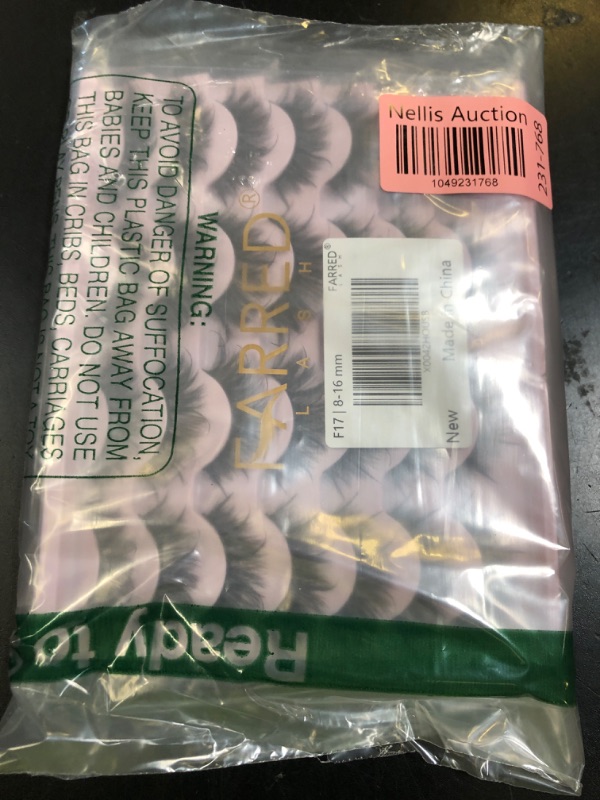 Nellis Auction
1049231768
231-768
WARNING:
TO AVOID DANGER OF SUFFOCATION,
KEEP THIS PLASTIC BAG AWAY FROM
BABIES AND CHILDREN. DO NOT USE
THIS BAG IN CRIBS, BEDS, CARRIAGES
FARRED®
LASH
FARRED®
LASH
F17 | 8-16 mm
New
Made in China
Ready to